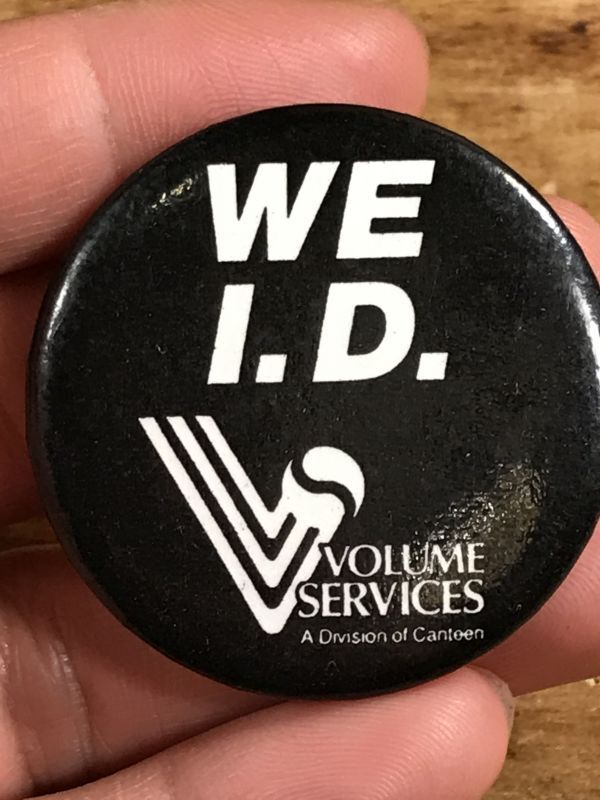 WE
I.D.
VOLUME
SERVICES
A Division of Canteen